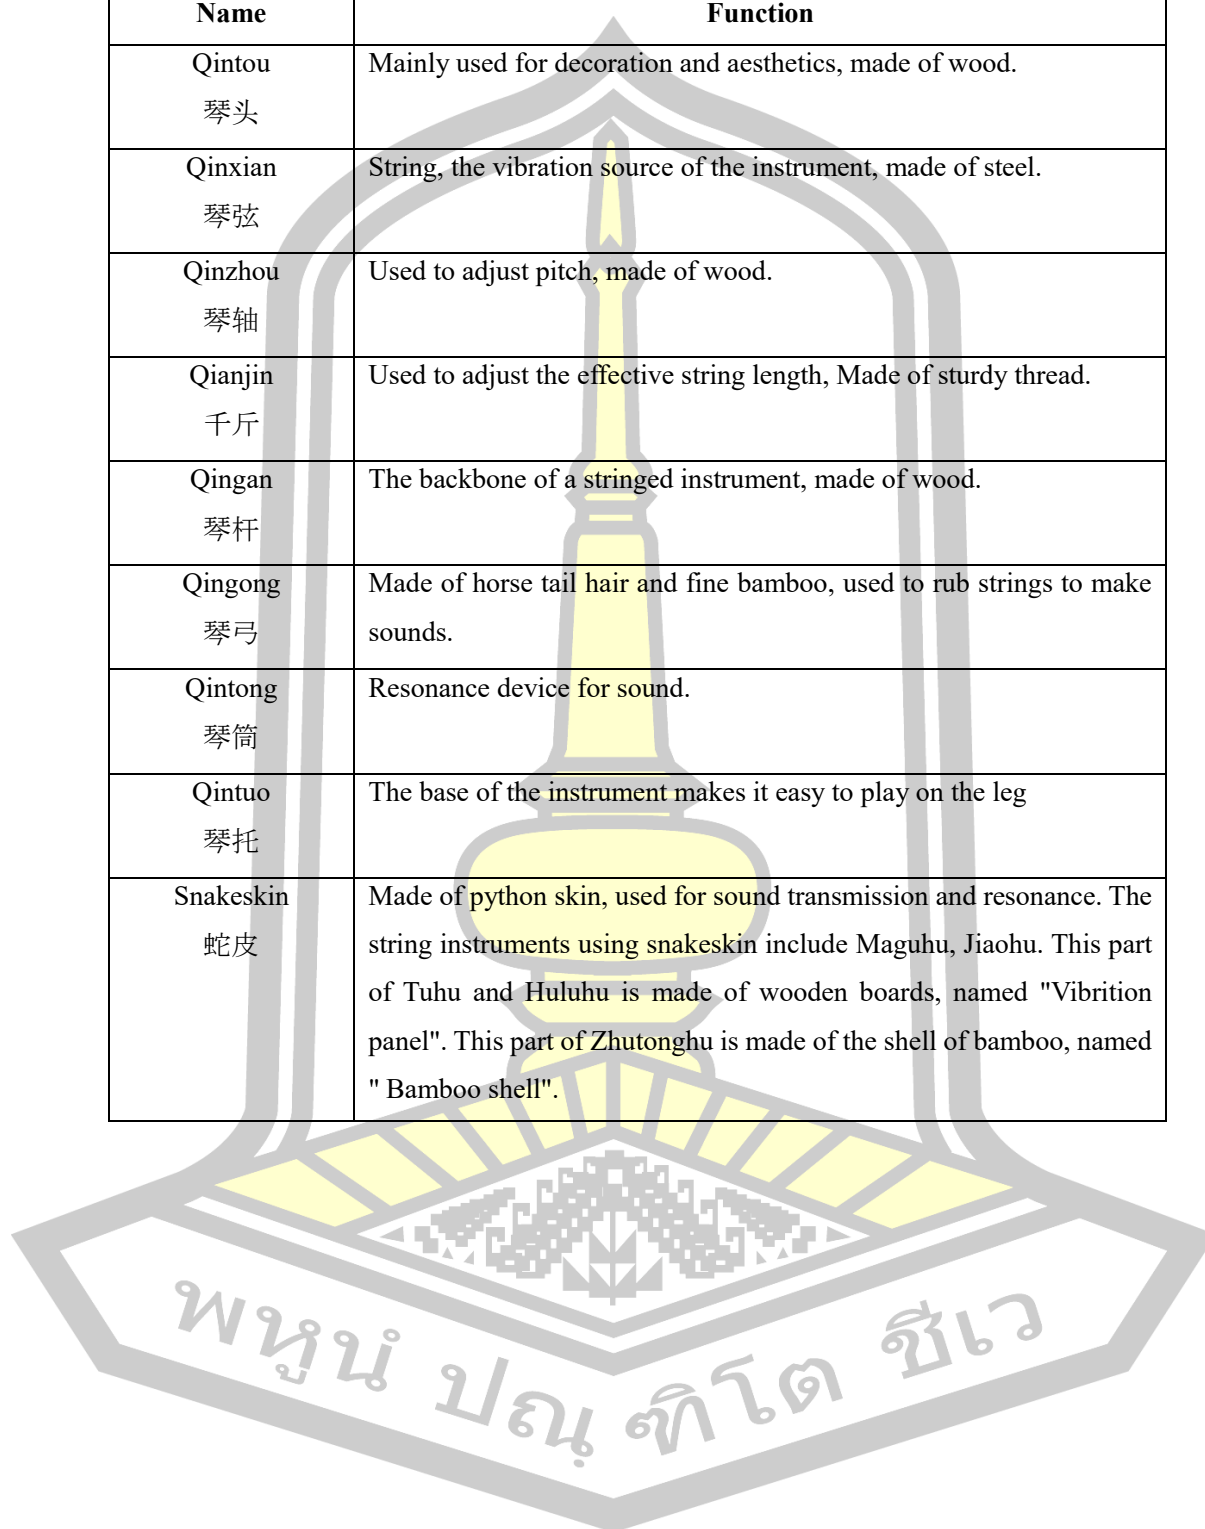 Name Function
Qintou Mainly used for decoration and aesthetics, made of wood.
琴头
Qinxian String, the vibration source of the instrument, made of steel.
琴弦
Qinzhou Used to adjust pitch, made of wood.
琴轴
Qianjin Used to adjust the effective string length, Made of sturdy thread.
千斤
Qingan The backbone of a stringed instrument, made of wood.
琴杆
Qingong Made of horse tail hair and fine bamboo, used to rub strings to make
琴弓 sounds.
Qintong Resonance device for sound.
琴筒
Qintuo The base of the instrument makes it easy to play on the leg
琴托
Snakeskin Made of python skin, used for sound transmission and resonance. The
蛇皮 string instruments using snakeskin include Maguhu, Jiaohu. This part
of Tuhu and Huluhu is made of wooden boards, named "Vibrition
panel". This part of Zhutonghu is made of the shell of bamboo, named
" Bamboo shell".
พหูนํ ปณฺฑิโต ชีเว